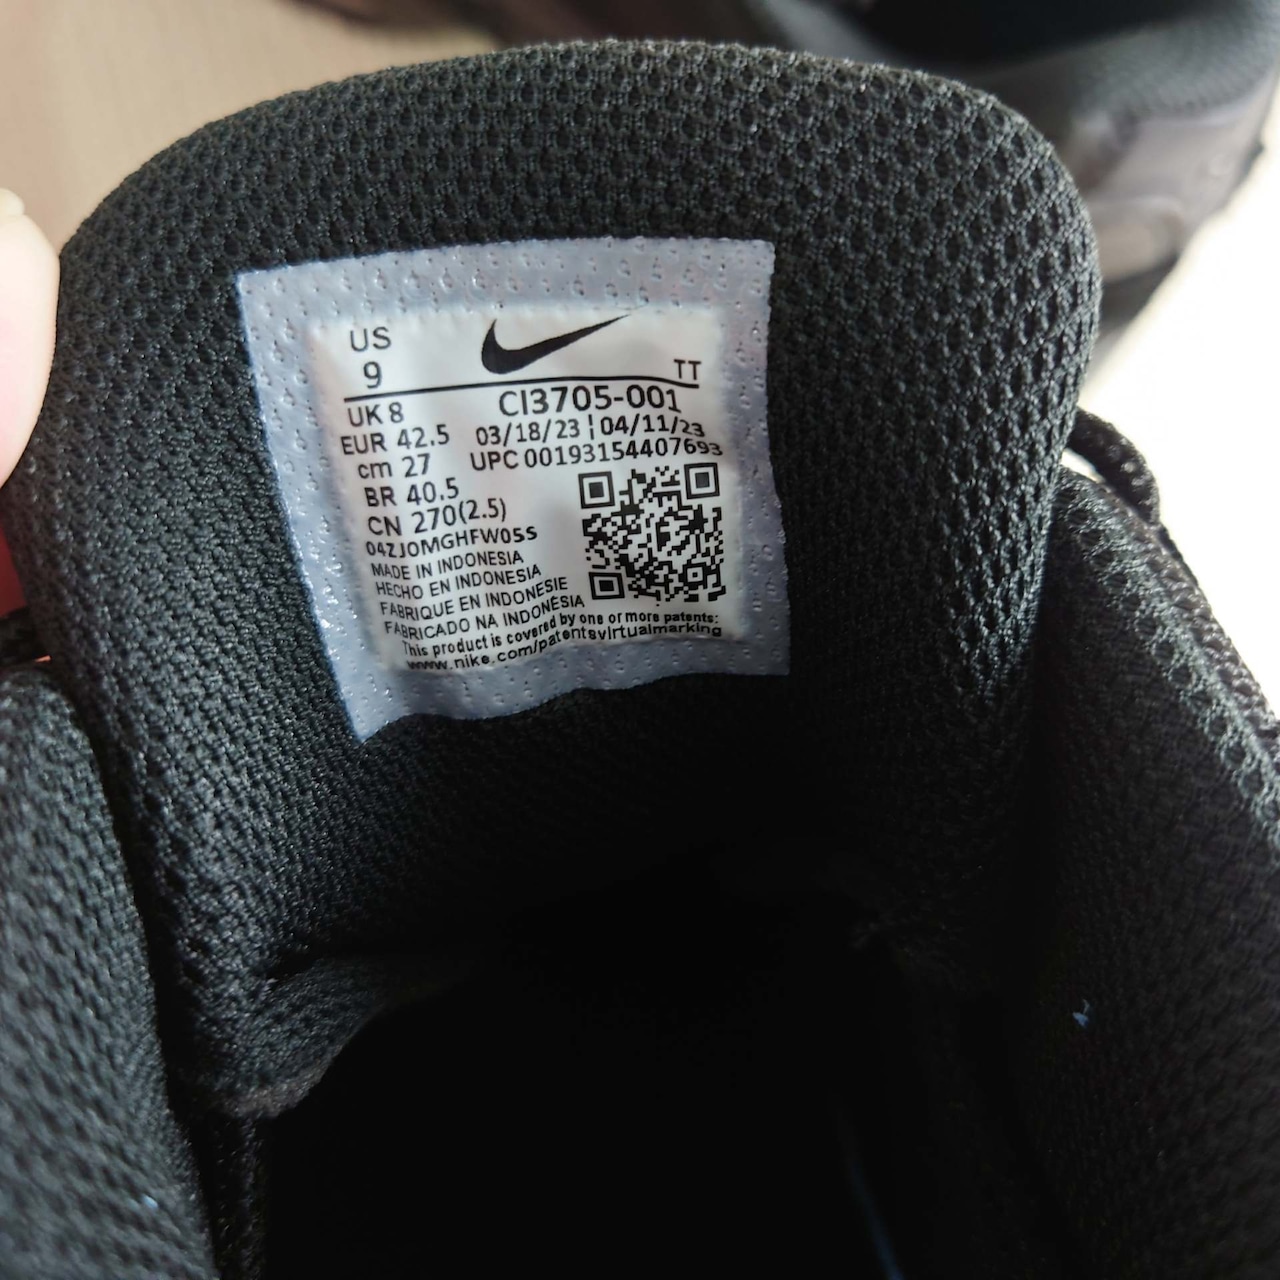 US
9
TT
UK 8
CI3705-001
EUR 42.5
03/18/23 | 04/11/23
cm 27
UPC 00193154407693
BR 40.5
CN 270(2.5)
04ZJOMGHFW05S
MADE IN INDONESIA
HECHO EN INDONESIA
FABRIQUE EN INDONESIE
FABRICADO NA INDONÉSIA
This product is covered by one or more patents:
www.nike.com/patentsvirtualmarking